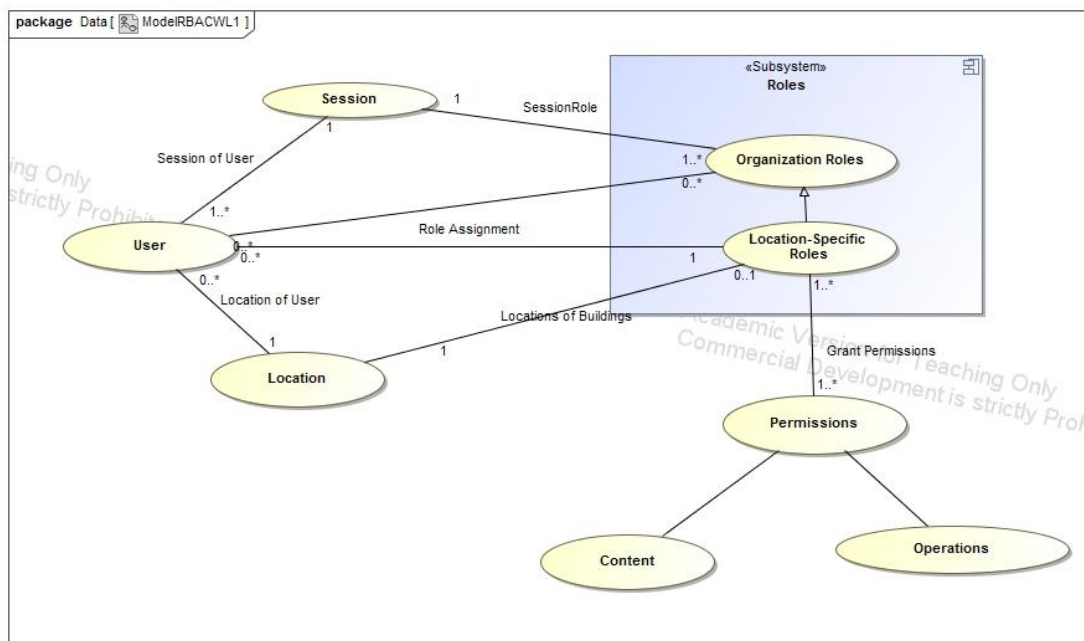 package Data [ ModelRBACWL1 ]
«Subsystem»
Roles
Session
1
SessionRole
1
Organization Roles
1..*
0..*
Session of User
ing Only
strictly Prohibit
1..*
User
0..*
0..*
Role Assignment
1
Location-Specific
Roles
0..1
1..*
0..*
Location of User
Locations of Buildings
1
1
Location
Academic Version for Teaching Only
Commercial Development is strictly Proh
Grant Permissions
1..*
Permissions
Content
Operations